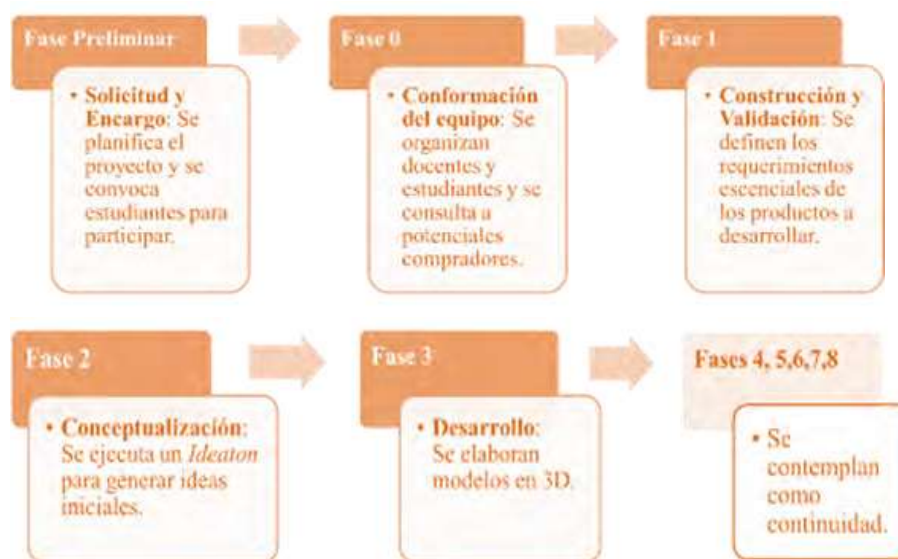 Fase Preliminar
• Solicitud y
Encargo: Se
planifica el
proyecto y se
convoca
estudiantes para
participar.
Fase 0
• Conformación
del equipo: Se
organizan
docentes y
estudiantes y se
consulta a
potenciales
compradores.
Fase 1
• Construcción y
Validación: Se
definen los
requerimientos
escenciales de
los productos a
desarrollar.
Fase 2
• Conceptualización:
Se ejecuta un Ideaton
para generar ideas
iniciales.
Fase 3
• Desarrollo:
Se elaboran
modelos en 3D.
Fases 4, 5,6,7,8
• Se
contemplan
como
continuidad.